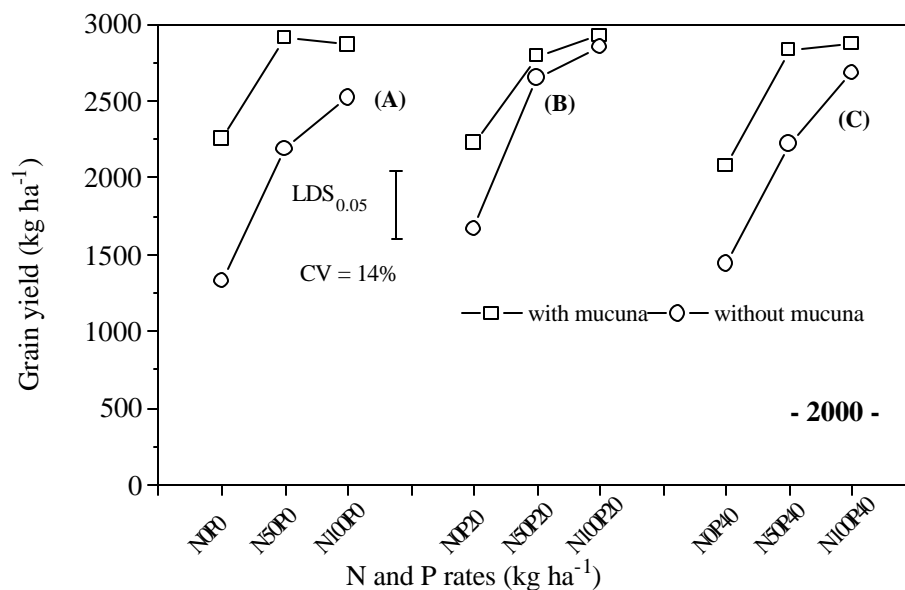 Grain yield (kg ha-1)
3000
2500
2000
1500
1000
500
0
(A)
(B)
(C)
LDS0.05
CV = 14%
with mucuna
without mucuna
- 2000 -
N0P0
N50P0
N100P0
N0P20
N50P20
N100P20
N0P40
N50P40
N100P40
N and P rates (kg ha-1)